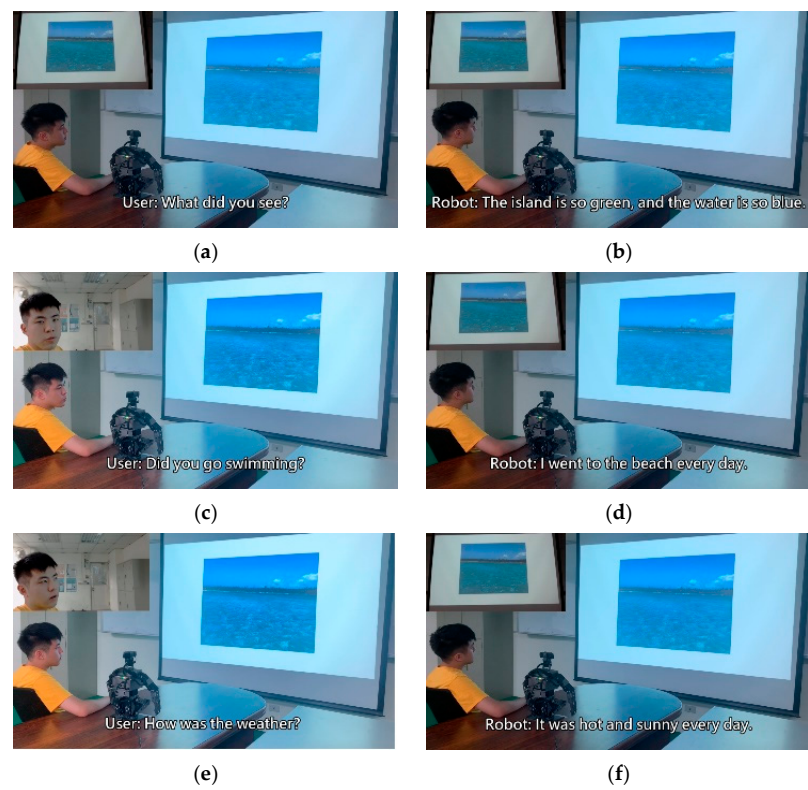 User: What did you see?
Robot: The island is so green, and the water is so blue.
(a)
(b)
User: Did you go swimming?
Robot: I went to the beach every day.
(c)
(d)
User: How was the weather?
Robot: It was hot and sunny every day.
(e)
(f)